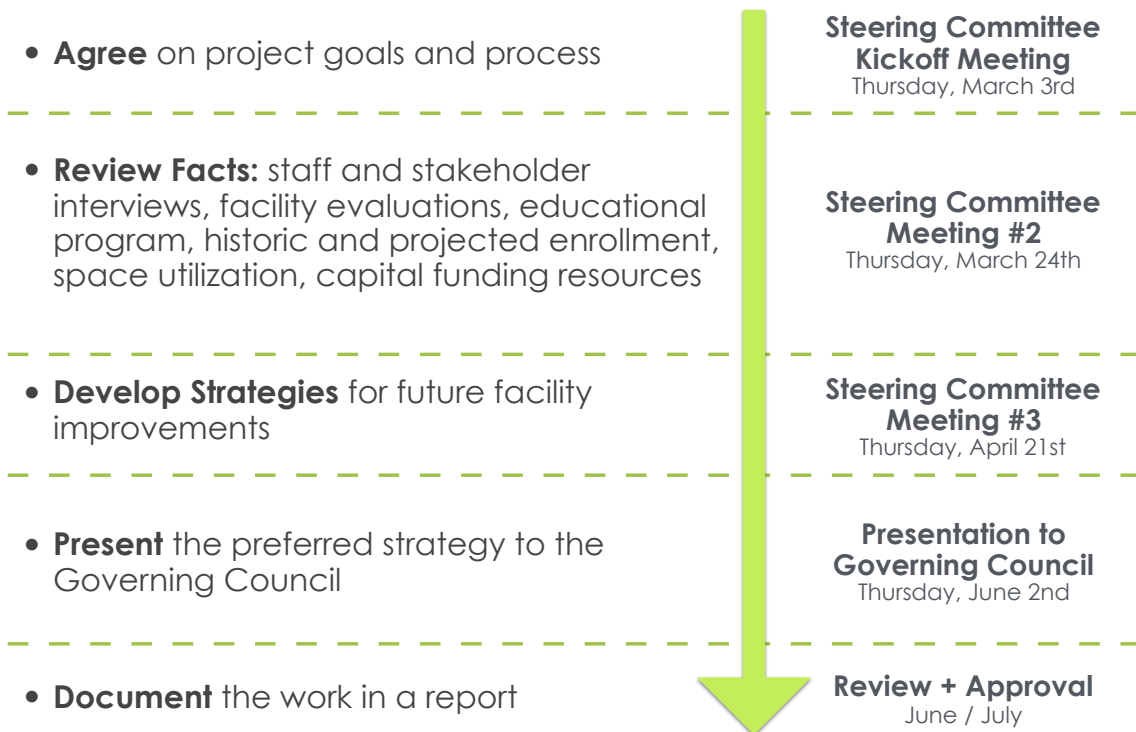 • Agree on project goals and process
Steering Committee
Kickoff Meeting
Thursday, March 3rd
• Review Facts: staff and stakeholder
interviews, facility evaluations, educational
program, historic and projected enrollment,
space utilization, capital funding resources
Steering Committee
Meeting #2
Thursday, March 24th
• Develop Strategies for future facility
improvements
Steering Committee
Meeting #3
Thursday, April 21st
• Present the preferred strategy to the
Governing Council
Presentation to
Governing Council
Thursday, June 2nd
• Document the work in a report
Review + Approval
June / July